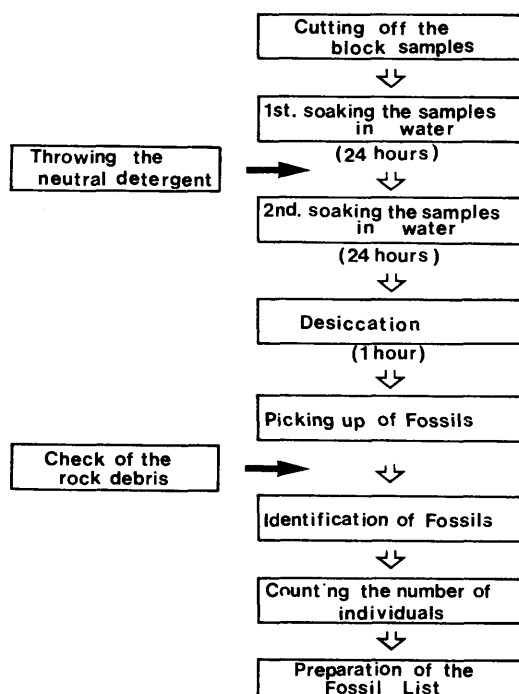 Cutting off the
block samples
1st. soaking the samples
in water
(24 hours)
Throwing the
neutral detergent
2nd. soaking the samples
in water
(24 hours)
Desiccation
(1 hour)
Picking up of Fossils
Check of the
rock debris
Identification of Fossils
Counting the number of
individuals
Preparation of the
Fossil List